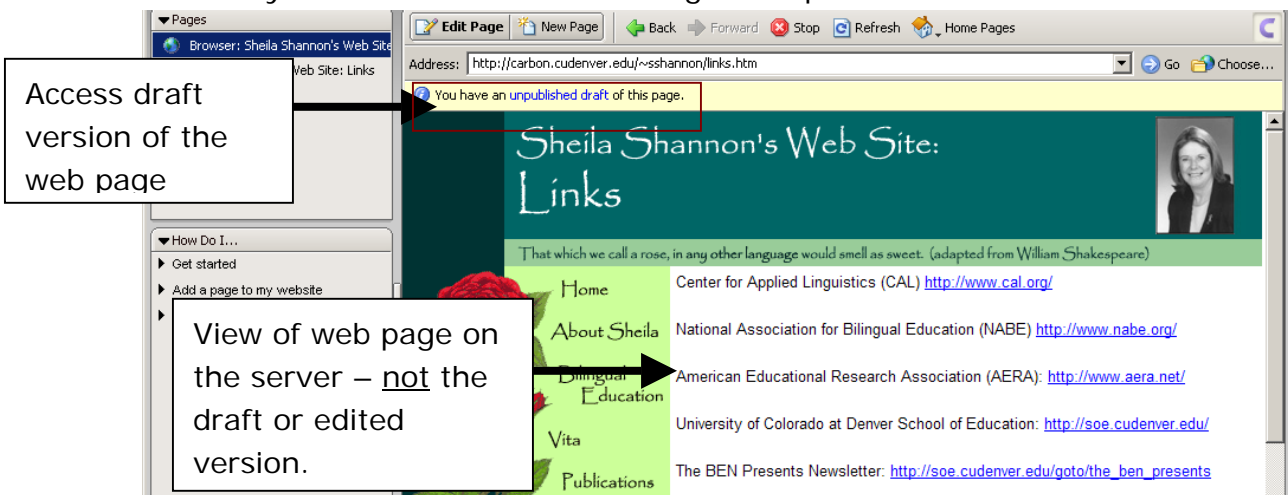 Pages
Browser: Sheila Shannon's Web Site
Web Site: Links
Edit Page New Page Back Forward Stop Refresh Home Pages
Address: http://carbon.cudenver.edu/~sshannon/links.htm Go Choose...
You have an unpublished draft of this page.
Access draft
version of the
web page
Sheila Shannon's Web Site:
Links
That which we call a rose, in any other language would smell as sweet. (adapted from William Shakespeare)
How Do I...
Get started
Add a page to my website
View of web page on
the server – not the
draft or edited
version.
Home
About Sheila
Bilingual
Education
Vita
Publications
Center for Applied Linguistics (CAL) http://www.cal.org/
National Association for Bilingual Education (NABE) http://www.nabe.org/
American Educational Research Association (AERA): http://www.aera.net/
University of Colorado at Denver School of Education: http://soe.cudenver.edu/
The BEN Presents Newsletter: http://soe.cudenver.edu/goto/the_ben_presents